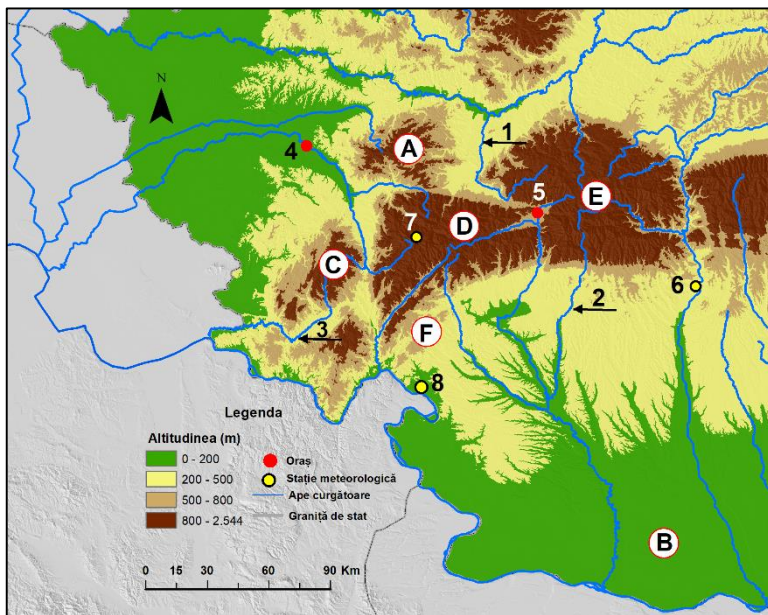 N
1
A
4
5
E
7
D
C
6
2
3
F
8
Legenda
Altitudinea (m)
0 - 200
200 - 500
500 - 800
800 - 2.544
Oraș
Stație meteorologică
Ape curgătoare
Graniță de stat
B
0 15 30 60 90 Km